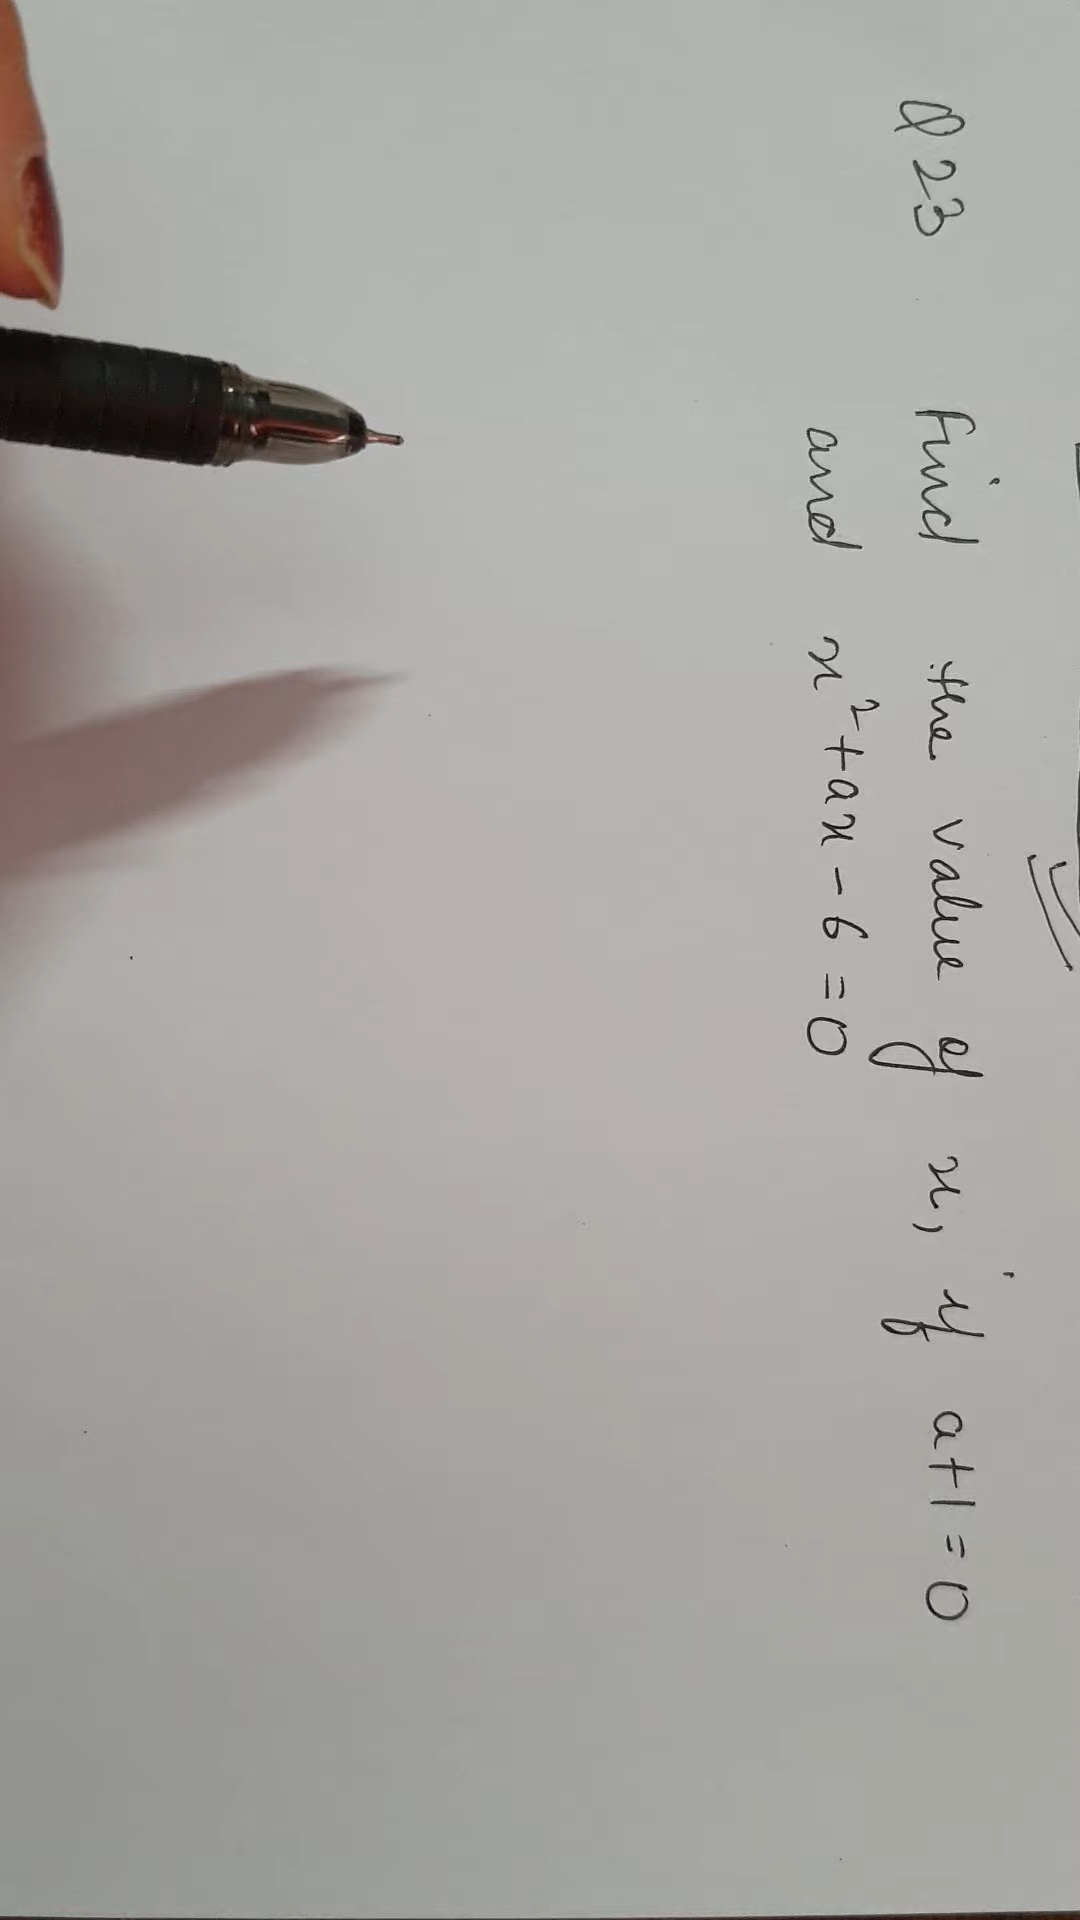 Q 23 Find the value of x, if a+1=0
and x²+ax-6=0